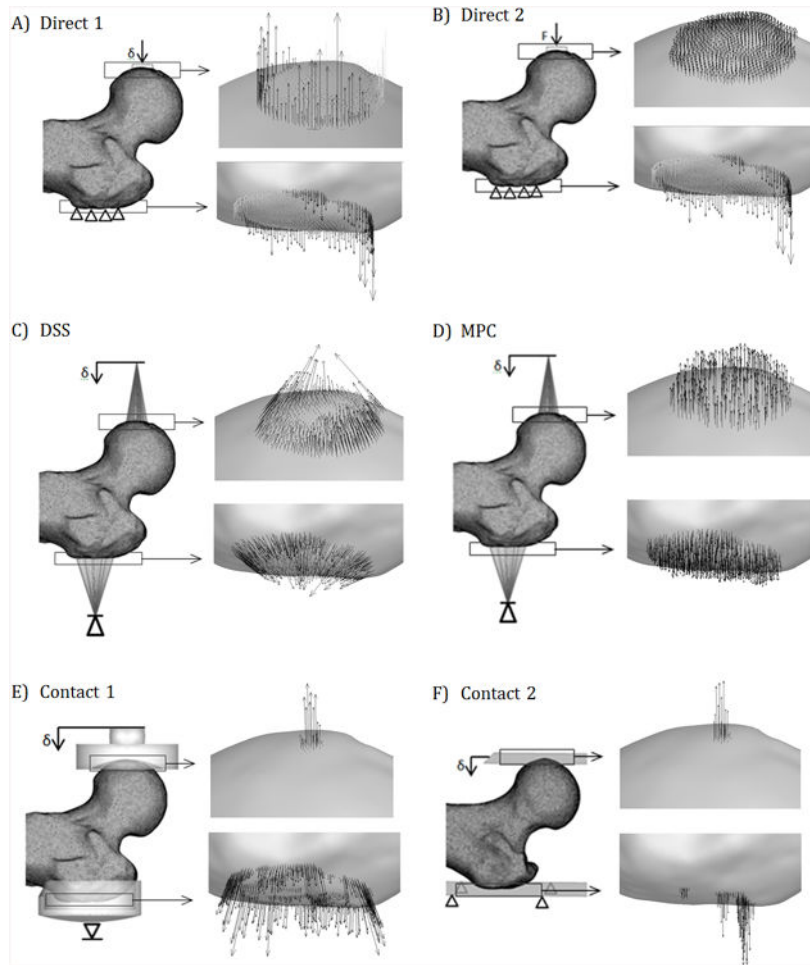 A) Direct 1
B) Direct 2
δ
F
C) DSS
D) MPC
δ
δ
E) Contact 1
F) Contact 2
δ
δ